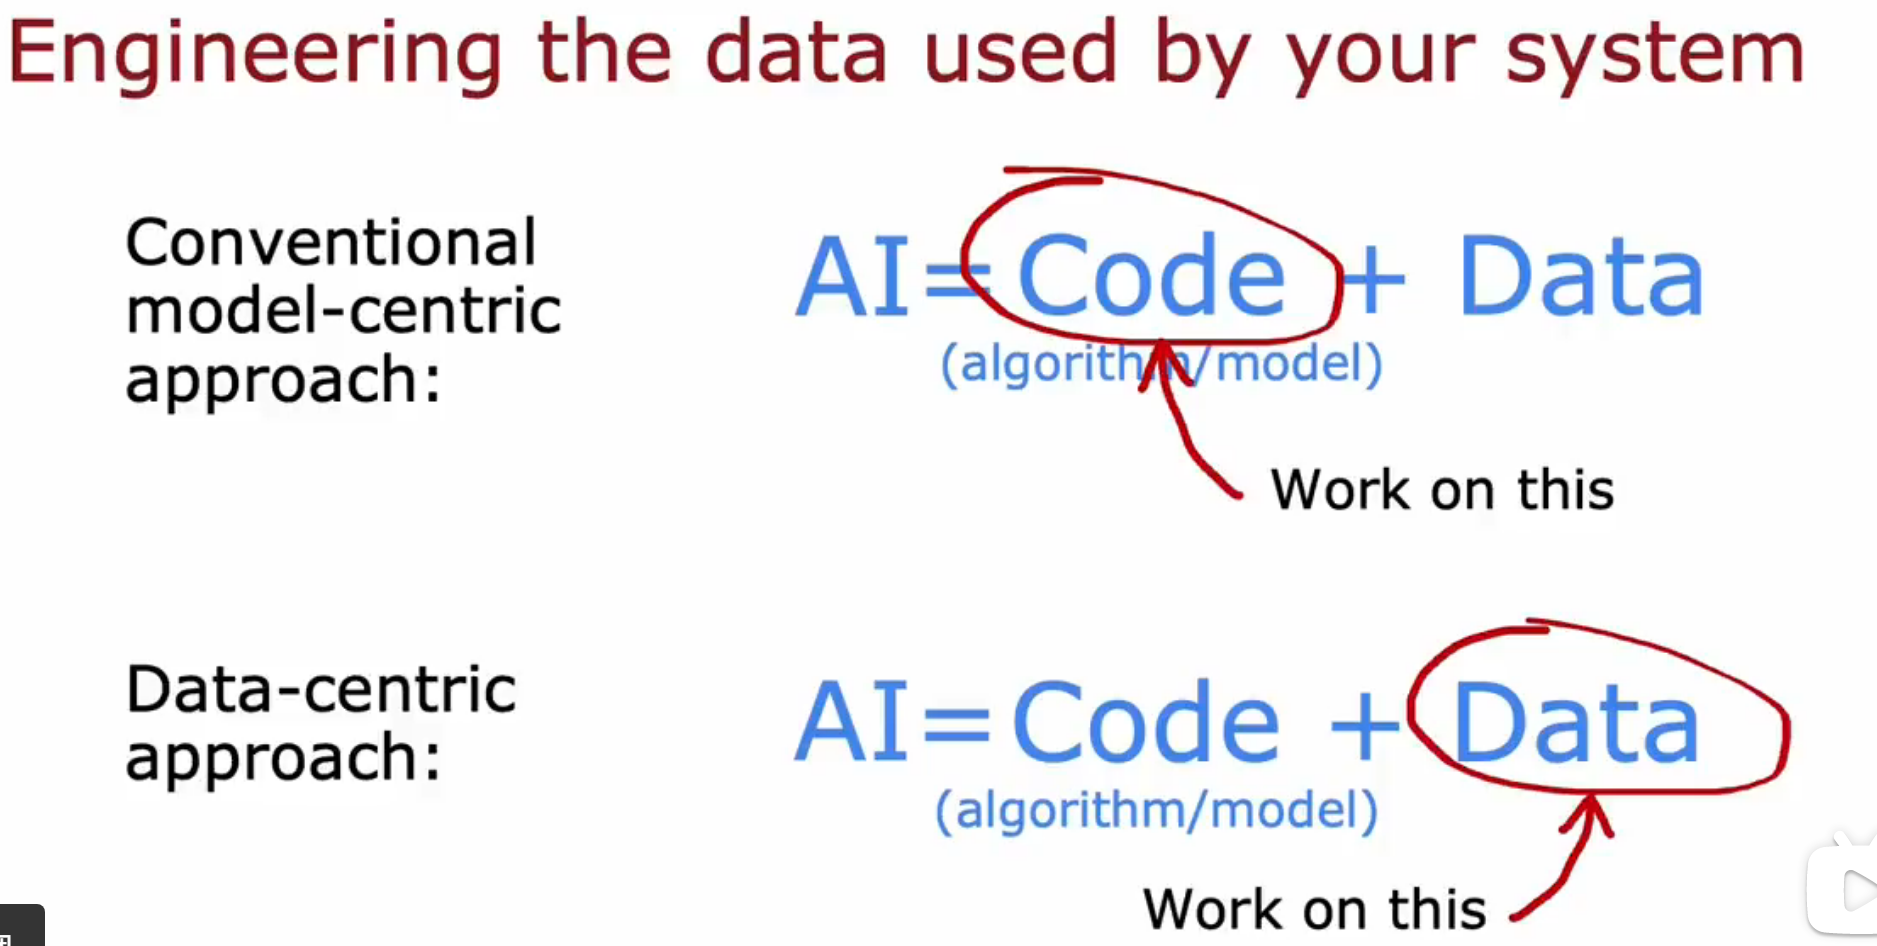 Engineering the data used by your system
Conventional
model-centric
approach:
AI= Code + Data
(algorithm/model)
Work on this
Data-centric
approach:
AI= Code + Data
(algorithm/model)
Work on this